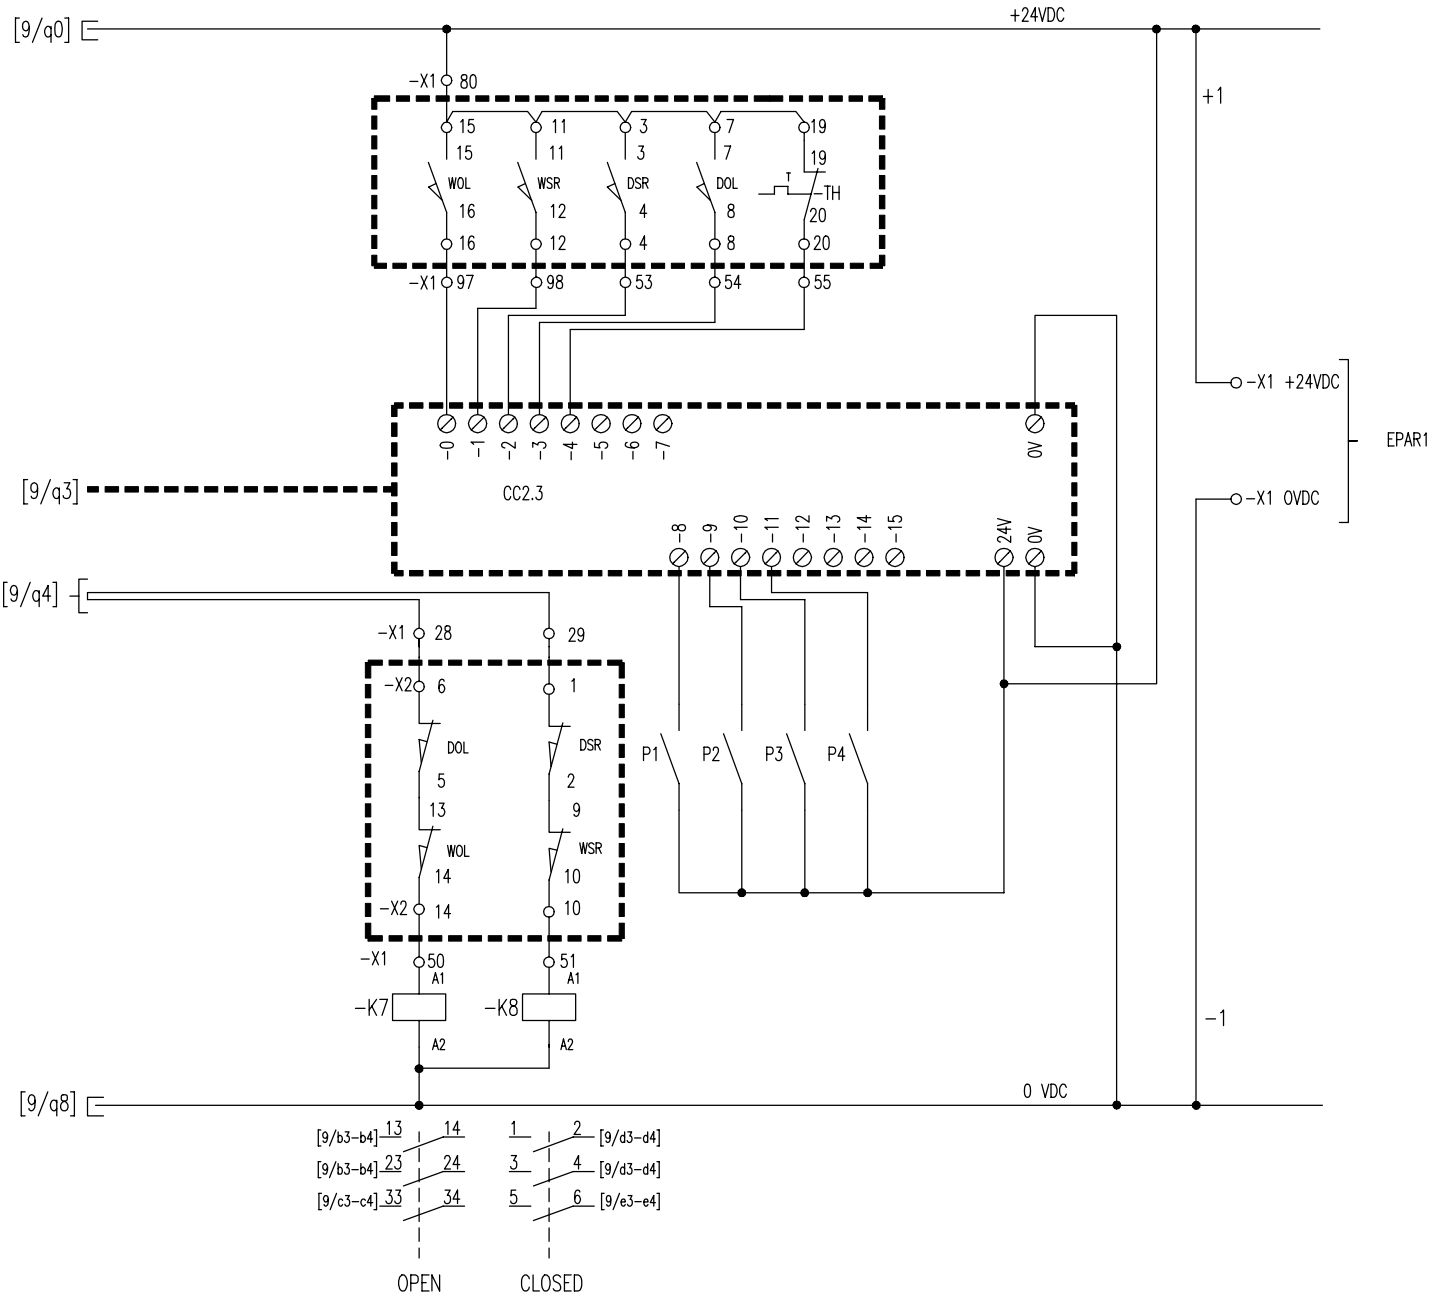 [9/q0] +24VDC
-X1 80 +1
15 11 3 7 19
15 11 3 7 19
WOL WSR DSR DOL T -TH
16 12 4 8 20
16 12 4 8 20
-X1 97 98 53 54 55
-X1 +24VDC
EPAR1
-0 -1 -2 -3 -4 -5 -6 -7 0V
[9/q3] CC2.3 -X1 0VDC
-8 -9 -10 -11 -12 -13 -14 -15 24V 0V
[9/q4]
-X1 28 29
-X2 6 1
DOL DSR P1 P2 P3 P4
5 2
13 9
WOL WSR
14 10
-X2 14 10
-X1 50 51
A1 A1
-K7 -K8 -1
A2 A2
[9/q8] 0 VDC
[9/b3-b4] 13 14 1 2 [9/d3-d4]
[9/b3-b4] 23 24 3 4 [9/d3-d4]
[9/c3-c4] 33 34 5 6 [9/e3-e4]
OPEN CLOSED